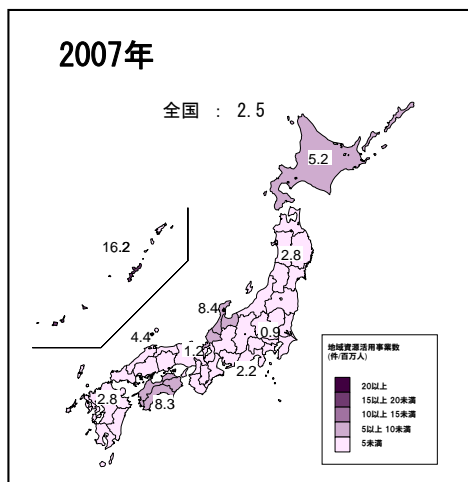 2007年
全国 : 2.5
5.2
16.2
2.8
8.4
0.9
4.4
1.2
2.2
2.8
8.3
地域資源活用事業数
(件/百万人)
20以上
15以上 20未満
10以上 15未満
5以上 10未満
5未満